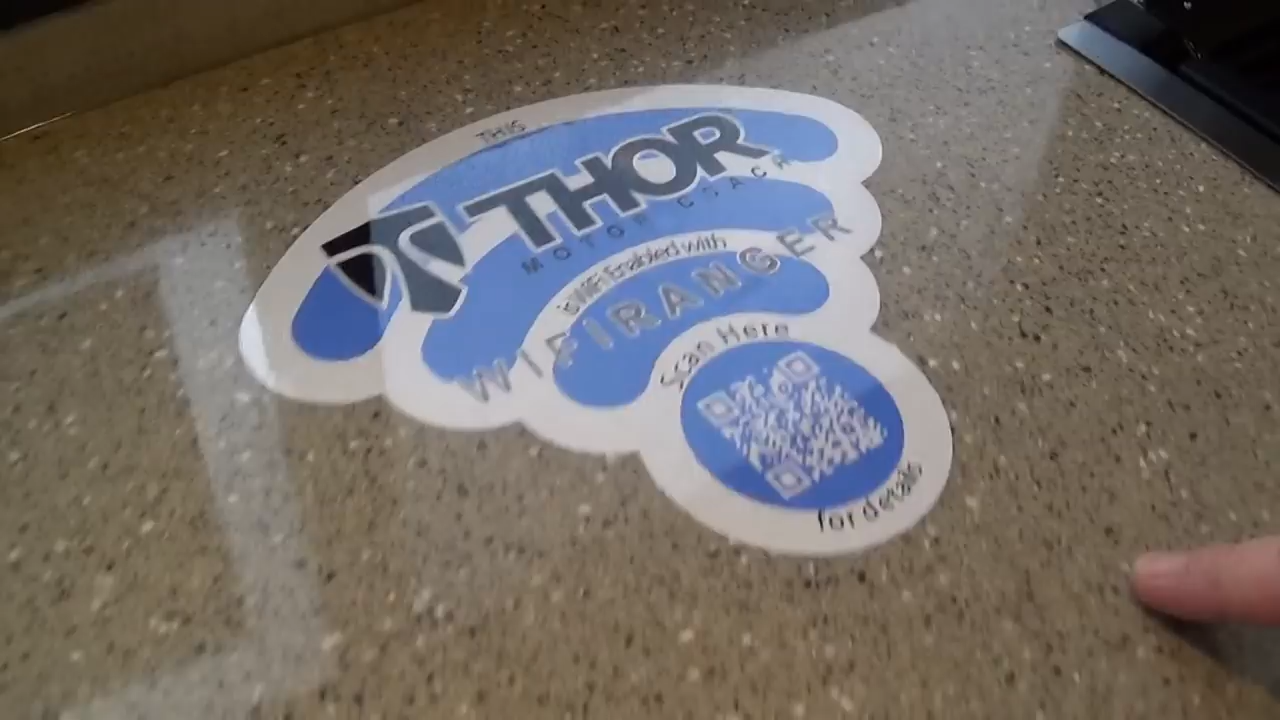 THIS
THOR
MOTOR COACH
is WiFi Enabled with
WIFIRANGER
Scan Here
for details